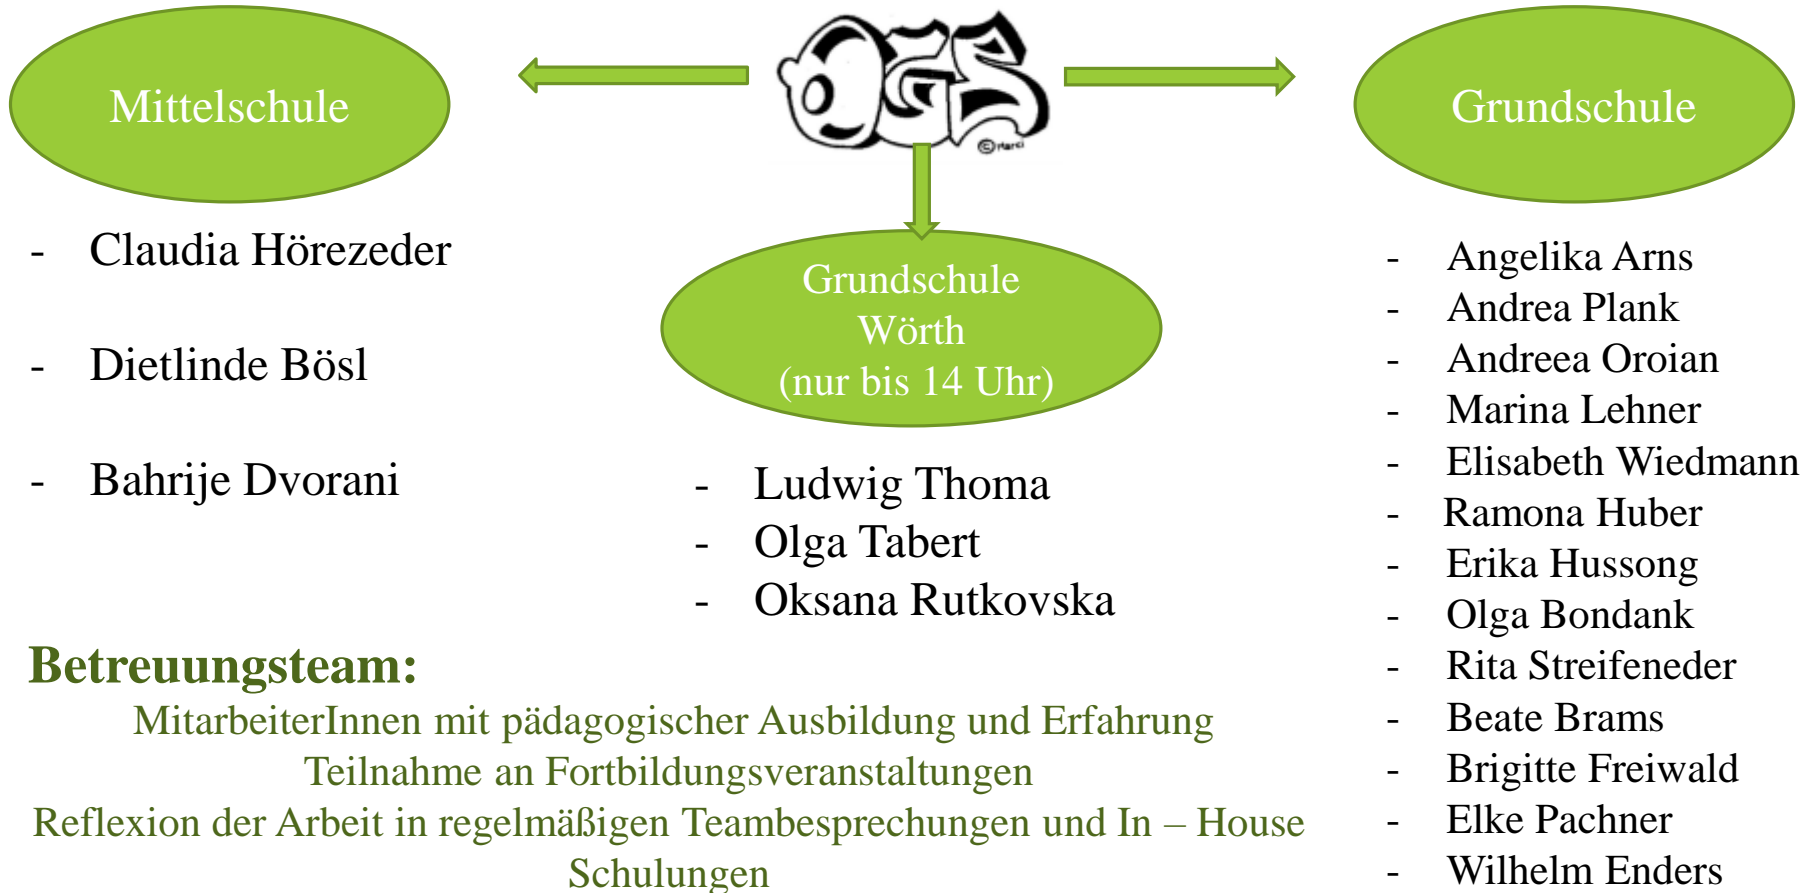 OGS
©Marci
Mittelschule
- Claudia Hörezeder
- Dietlinde Bösl
- Bahrije Dvorani
Grundschule
Wörth
(nur bis 14 Uhr)
- Ludwig Thoma
- Olga Tabert
- Oksana Rutkovska
Grundschule
- Angelika Arns
- Andrea Plank
- Andreea Oroian
- Marina Lehner
- Elisabeth Wiedmann
- Ramona Huber
- Erika Hussong
- Olga Bondank
- Rita Streifeneder
- Beate Brams
- Brigitte Freiwald
- Elke Pachner
- Wilhelm Enders
Betreuungsteam:
MitarbeiterInnen mit pädagogischer Ausbildung und Erfahrung
Teilnahme an Fortbildungsveranstaltungen
Reflexion der Arbeit in regelmäßigen Teambesprechungen und In – House
Schulungen